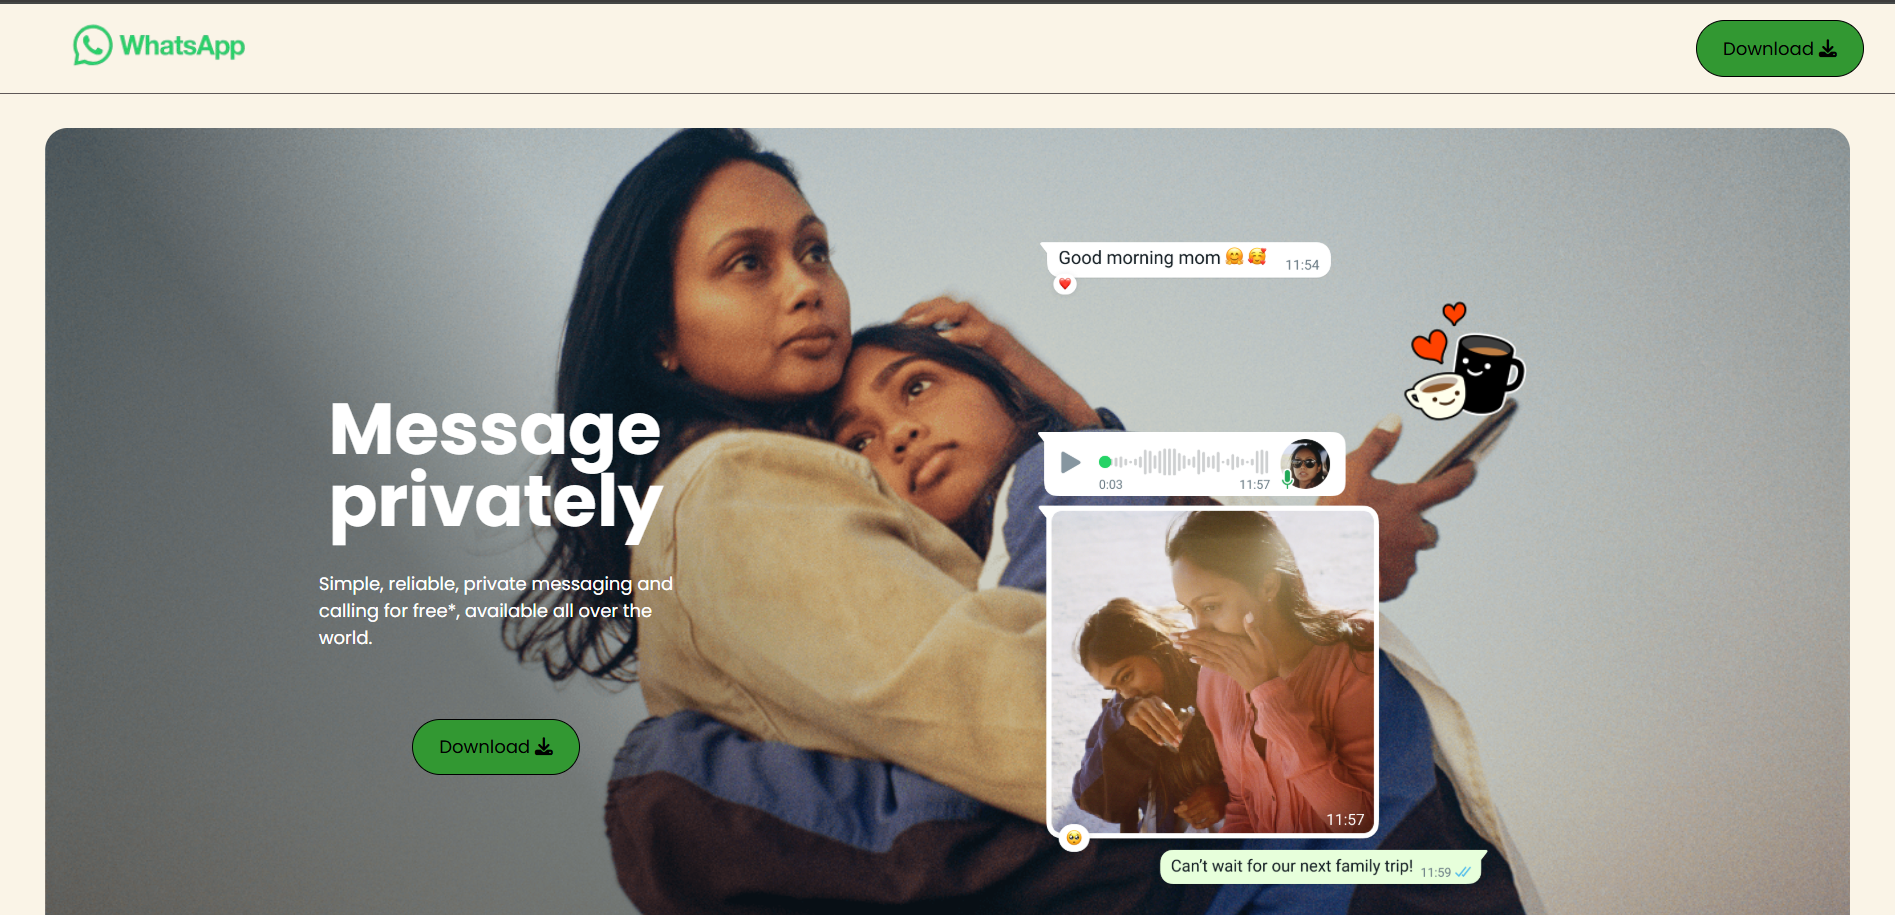 WhatsApp
Download
Good morning mom 🤗 🥰 11:54
Message
privately
0:03 11:57
Simple, reliable, private messaging and
calling for free*, available all over the
world.
Download
11:57
Can't wait for our next family trip! 11:59